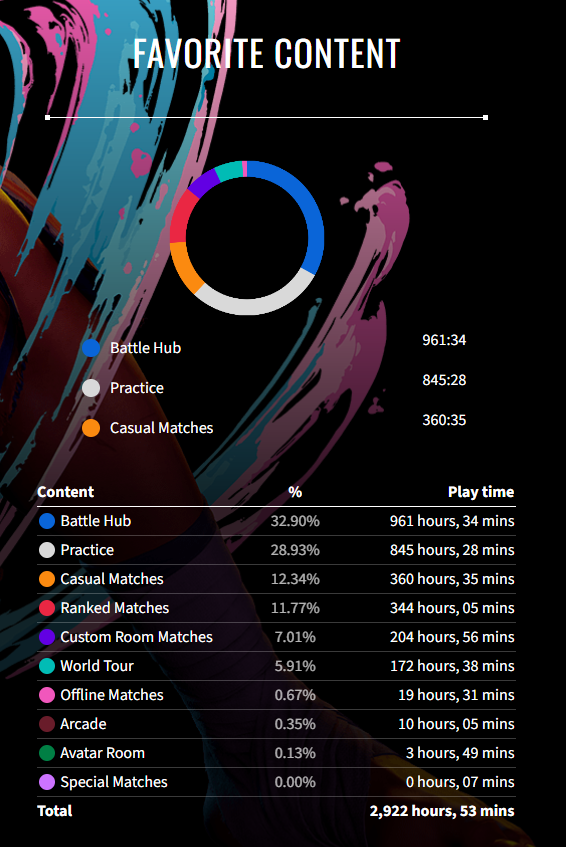 FAVORITE CONTENT
Battle Hub 961:34
Practice 845:28
Casual Matches 360:35
Content % Play time
Battle Hub 32.90% 961 hours, 34 mins
Practice 28.93% 845 hours, 28 mins
Casual Matches 12.34% 360 hours, 35 mins
Ranked Matches 11.77% 344 hours, 05 mins
Custom Room Matches 7.01% 204 hours, 56 mins
World Tour 5.91% 172 hours, 38 mins
Offline Matches 0.67% 19 hours, 31 mins
Arcade 0.35% 10 hours, 05 mins
Avatar Room 0.13% 3 hours, 49 mins
Special Matches 0.00% 0 hours, 07 mins
Total 2,922 hours, 53 mins